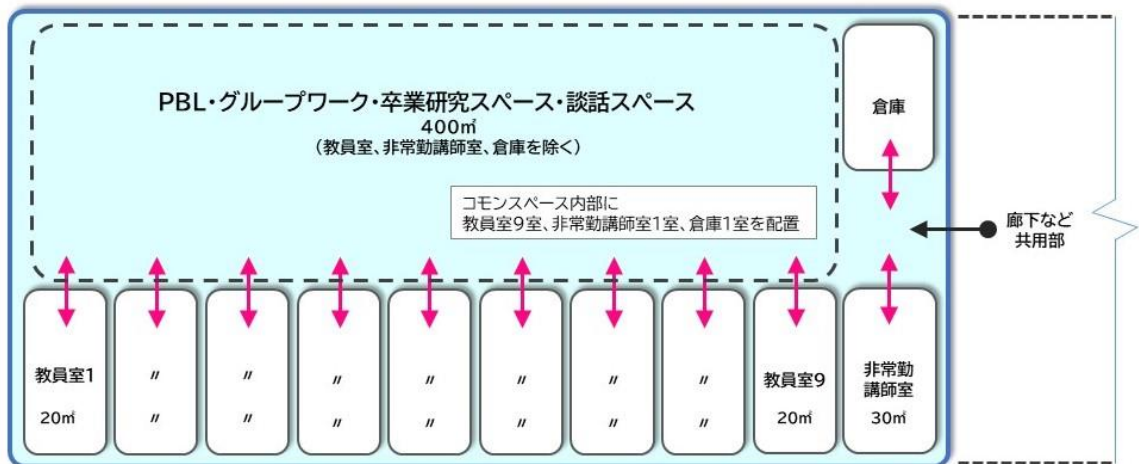 PBL・グループワーク・卒業研究スペース・談話スペース
400㎡
（教員室、非常勤講師室、倉庫を除く）
倉庫
コモンスペース内部に
教員室9室、非常勤講師室1室、倉庫1室を配置
廊下など
共用部
教員室1
20㎡
〃
〃
〃
〃
〃
〃
〃
〃
〃
〃
〃
〃
〃
〃
教員室9
20㎡
非常勤
講師室
30㎡